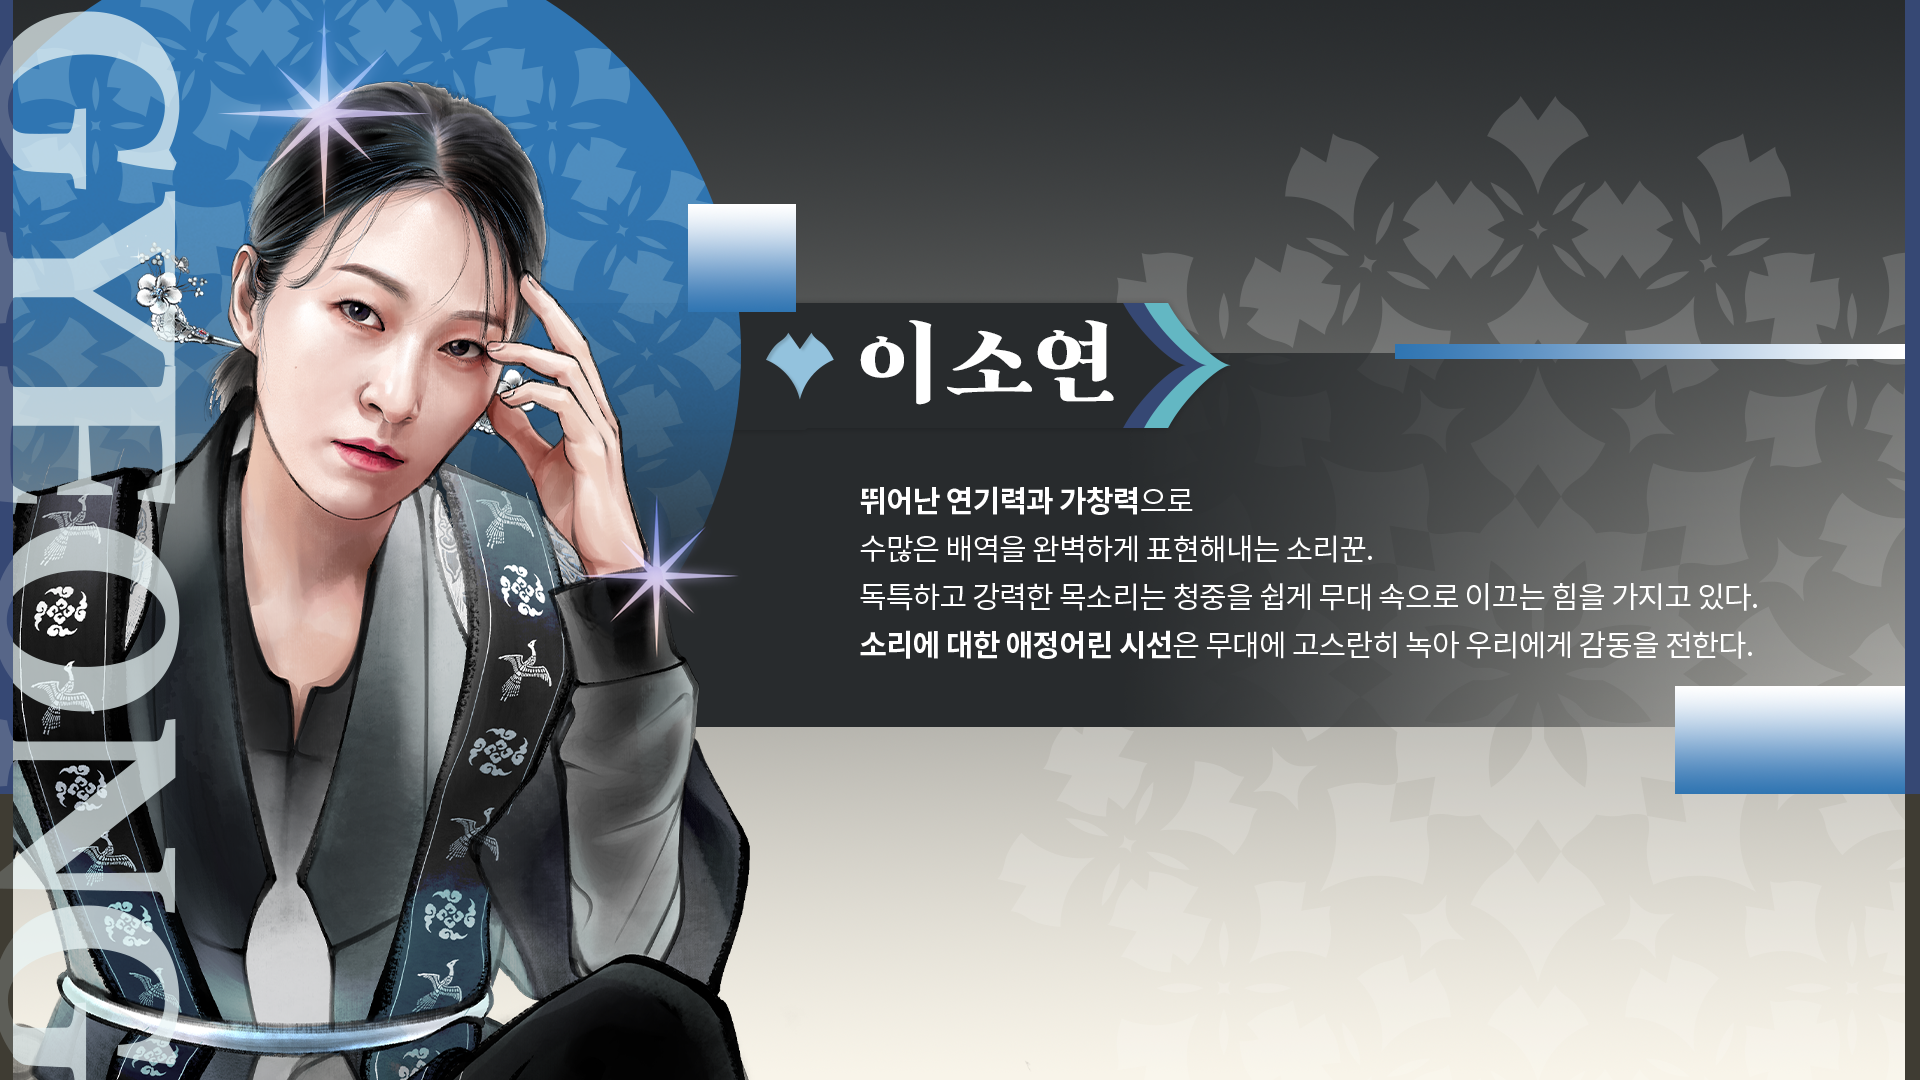 GYEONG
이소연
뛰어난 연기력과 가창력으로
수많은 배역을 완벽하게 표현해내는 소리꾼.
독특하고 강력한 목소리는 청중을 쉽게 무대 속으로 이끄는 힘을 가지고 있다.
소리에 대한 애정어린 시선은 무대에 고스란히 녹아 우리에게 감동을 전한다.